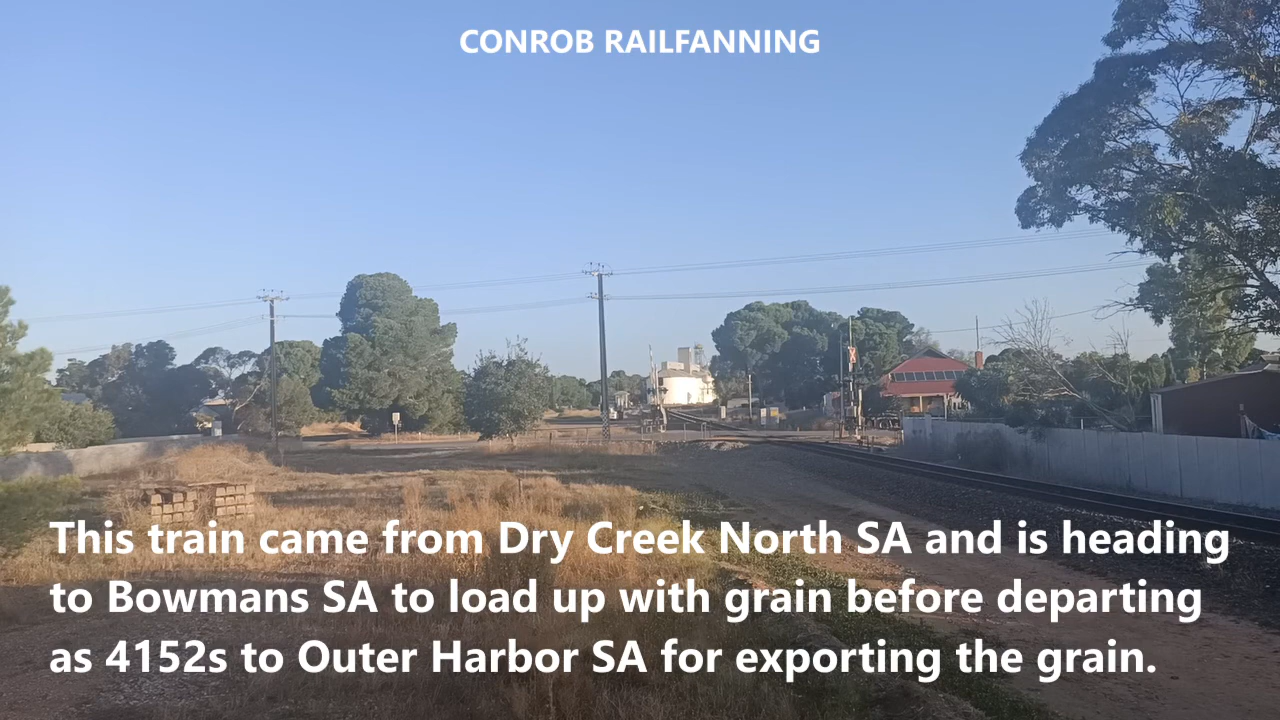 CONROB RAILFANNING
This train came from Dry Creek North SA and is heading
to Bowmans SA to load up with grain before departing
as 4152s to Outer Harbor SA for exporting the grain.